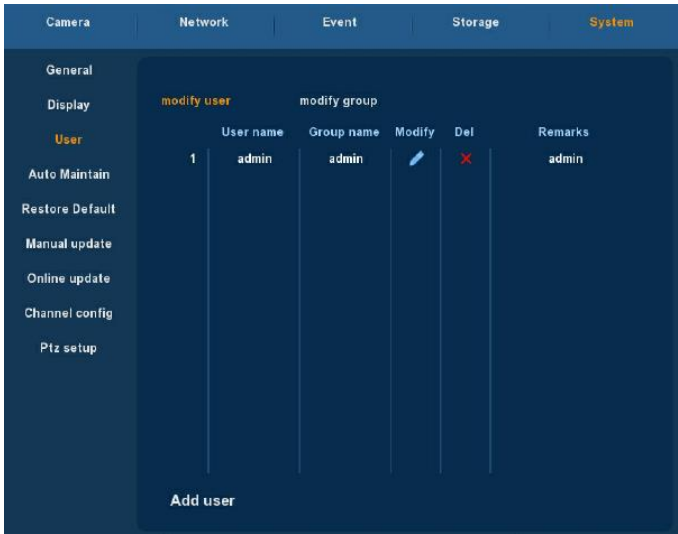 Camera Network Event Storage System
General
Display
User
Auto Maintain
Restore Default
Manual update
Online update
Channel config
Ptz setup
modify user modify group
User name Group name Modify Del Remarks
1 admin admin admin
Add user